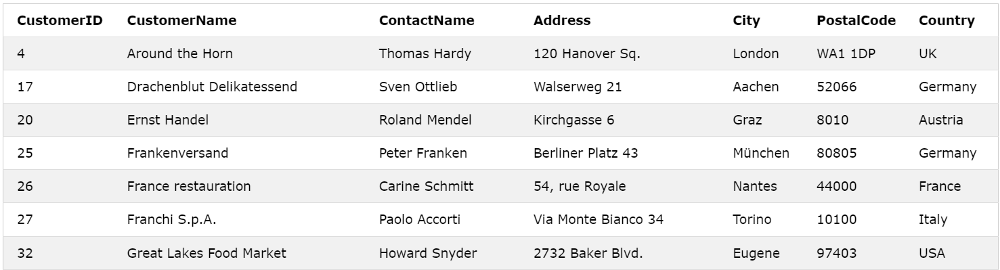 CustomerID CustomerName ContactName Address City PostalCode Country
4 Around the Horn Thomas Hardy 120 Hanover Sq. London WA1 1DP UK
17 Drachenblut Delikatessend Sven Ottlieb Walserweg 21 Aachen 52066 Germany
20 Ernst Handel Roland Mendel Kirchgasse 6 Graz 8010 Austria
25 Frankenversand Peter Franken Berliner Platz 43 München 80805 Germany
26 France restauration Carine Schmitt 54, rue Royale Nantes 44000 France
27 Franchi S.p.A. Paolo Accorti Via Monte Bianco 34 Torino 10100 Italy
32 Great Lakes Food Market Howard Snyder 2732 Baker Blvd. Eugene 97403 USA